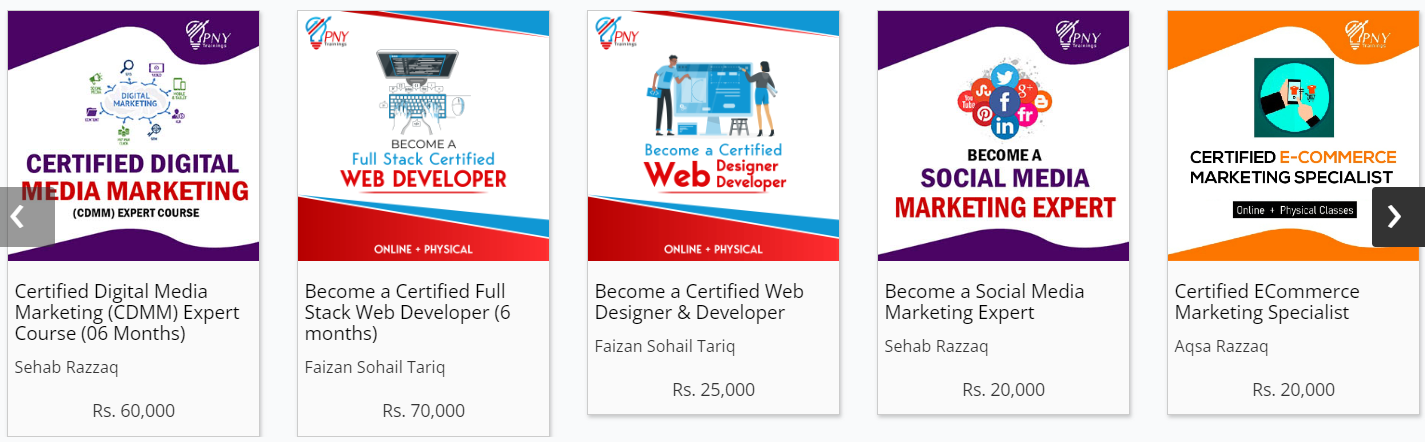 PNY
Trainings
DIGITAL
MARKETING
CERTIFIED DIGITAL
MEDIA MARKETING
(CDMM) EXPERT COURSE
Certified Digital Media
Marketing (CDMM) Expert
Course (06 Months)
Sehab Razzaq
Rs. 60,000
PNY
Trainings
BECOME A
Full Stack Certified
WEB DEVELOPER
ONLINE + PHYSICAL
Become a Certified Full
Stack Web Developer (6
months)
Faizan Sohail Tariq
Rs. 70,000
PNY
Trainings
Become a Certified
Web Designer
Developer
ONLINE + PHYSICAL
Become a Certified Web
Designer & Developer
Faizan Sohail Tariq
Rs. 25,000
PNY
Trainings
You
Tube
g+
f
in
fr
BECOME A
SOCIAL MEDIA
MARKETING EXPERT
Become a Social Media
Marketing Expert
Sehab Razzaq
Rs. 20,000
PNY
Trainings
CERTIFIED E-COMMERCE
MARKETING SPECIALIST
Online + Physical Classes
Certified ECommerce
Marketing Specialist
Aqsa Razzaq
Rs. 20,000